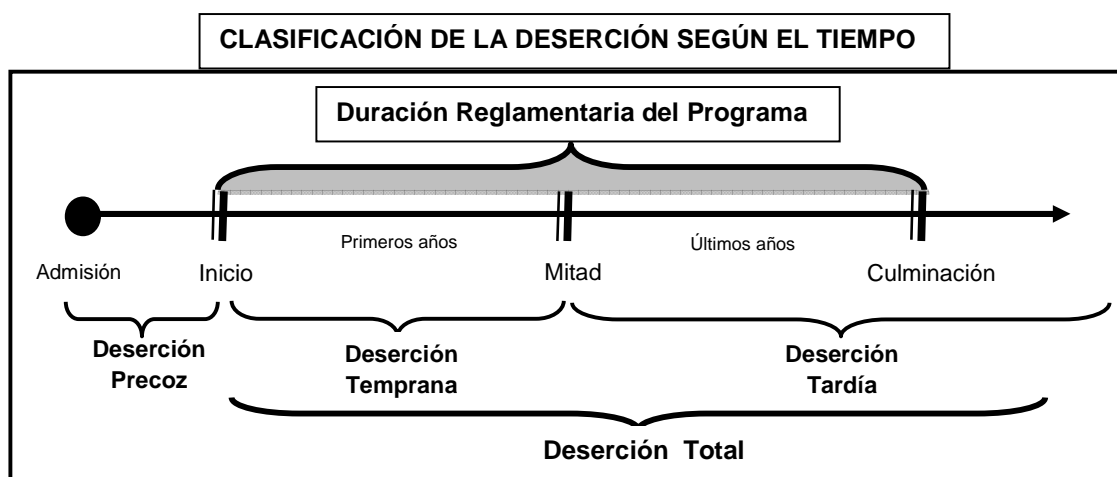 CLASIFICACIÓN DE LA DESERCIÓN SEGÚN EL TIEMPO
Duración Reglamentaria del Programa
Primeros años
Últimos años
Admisión
Inicio
Mitad
Culminación
Deserción
Precoz
Deserción
Temprana
Deserción
Tardía
Deserción Total